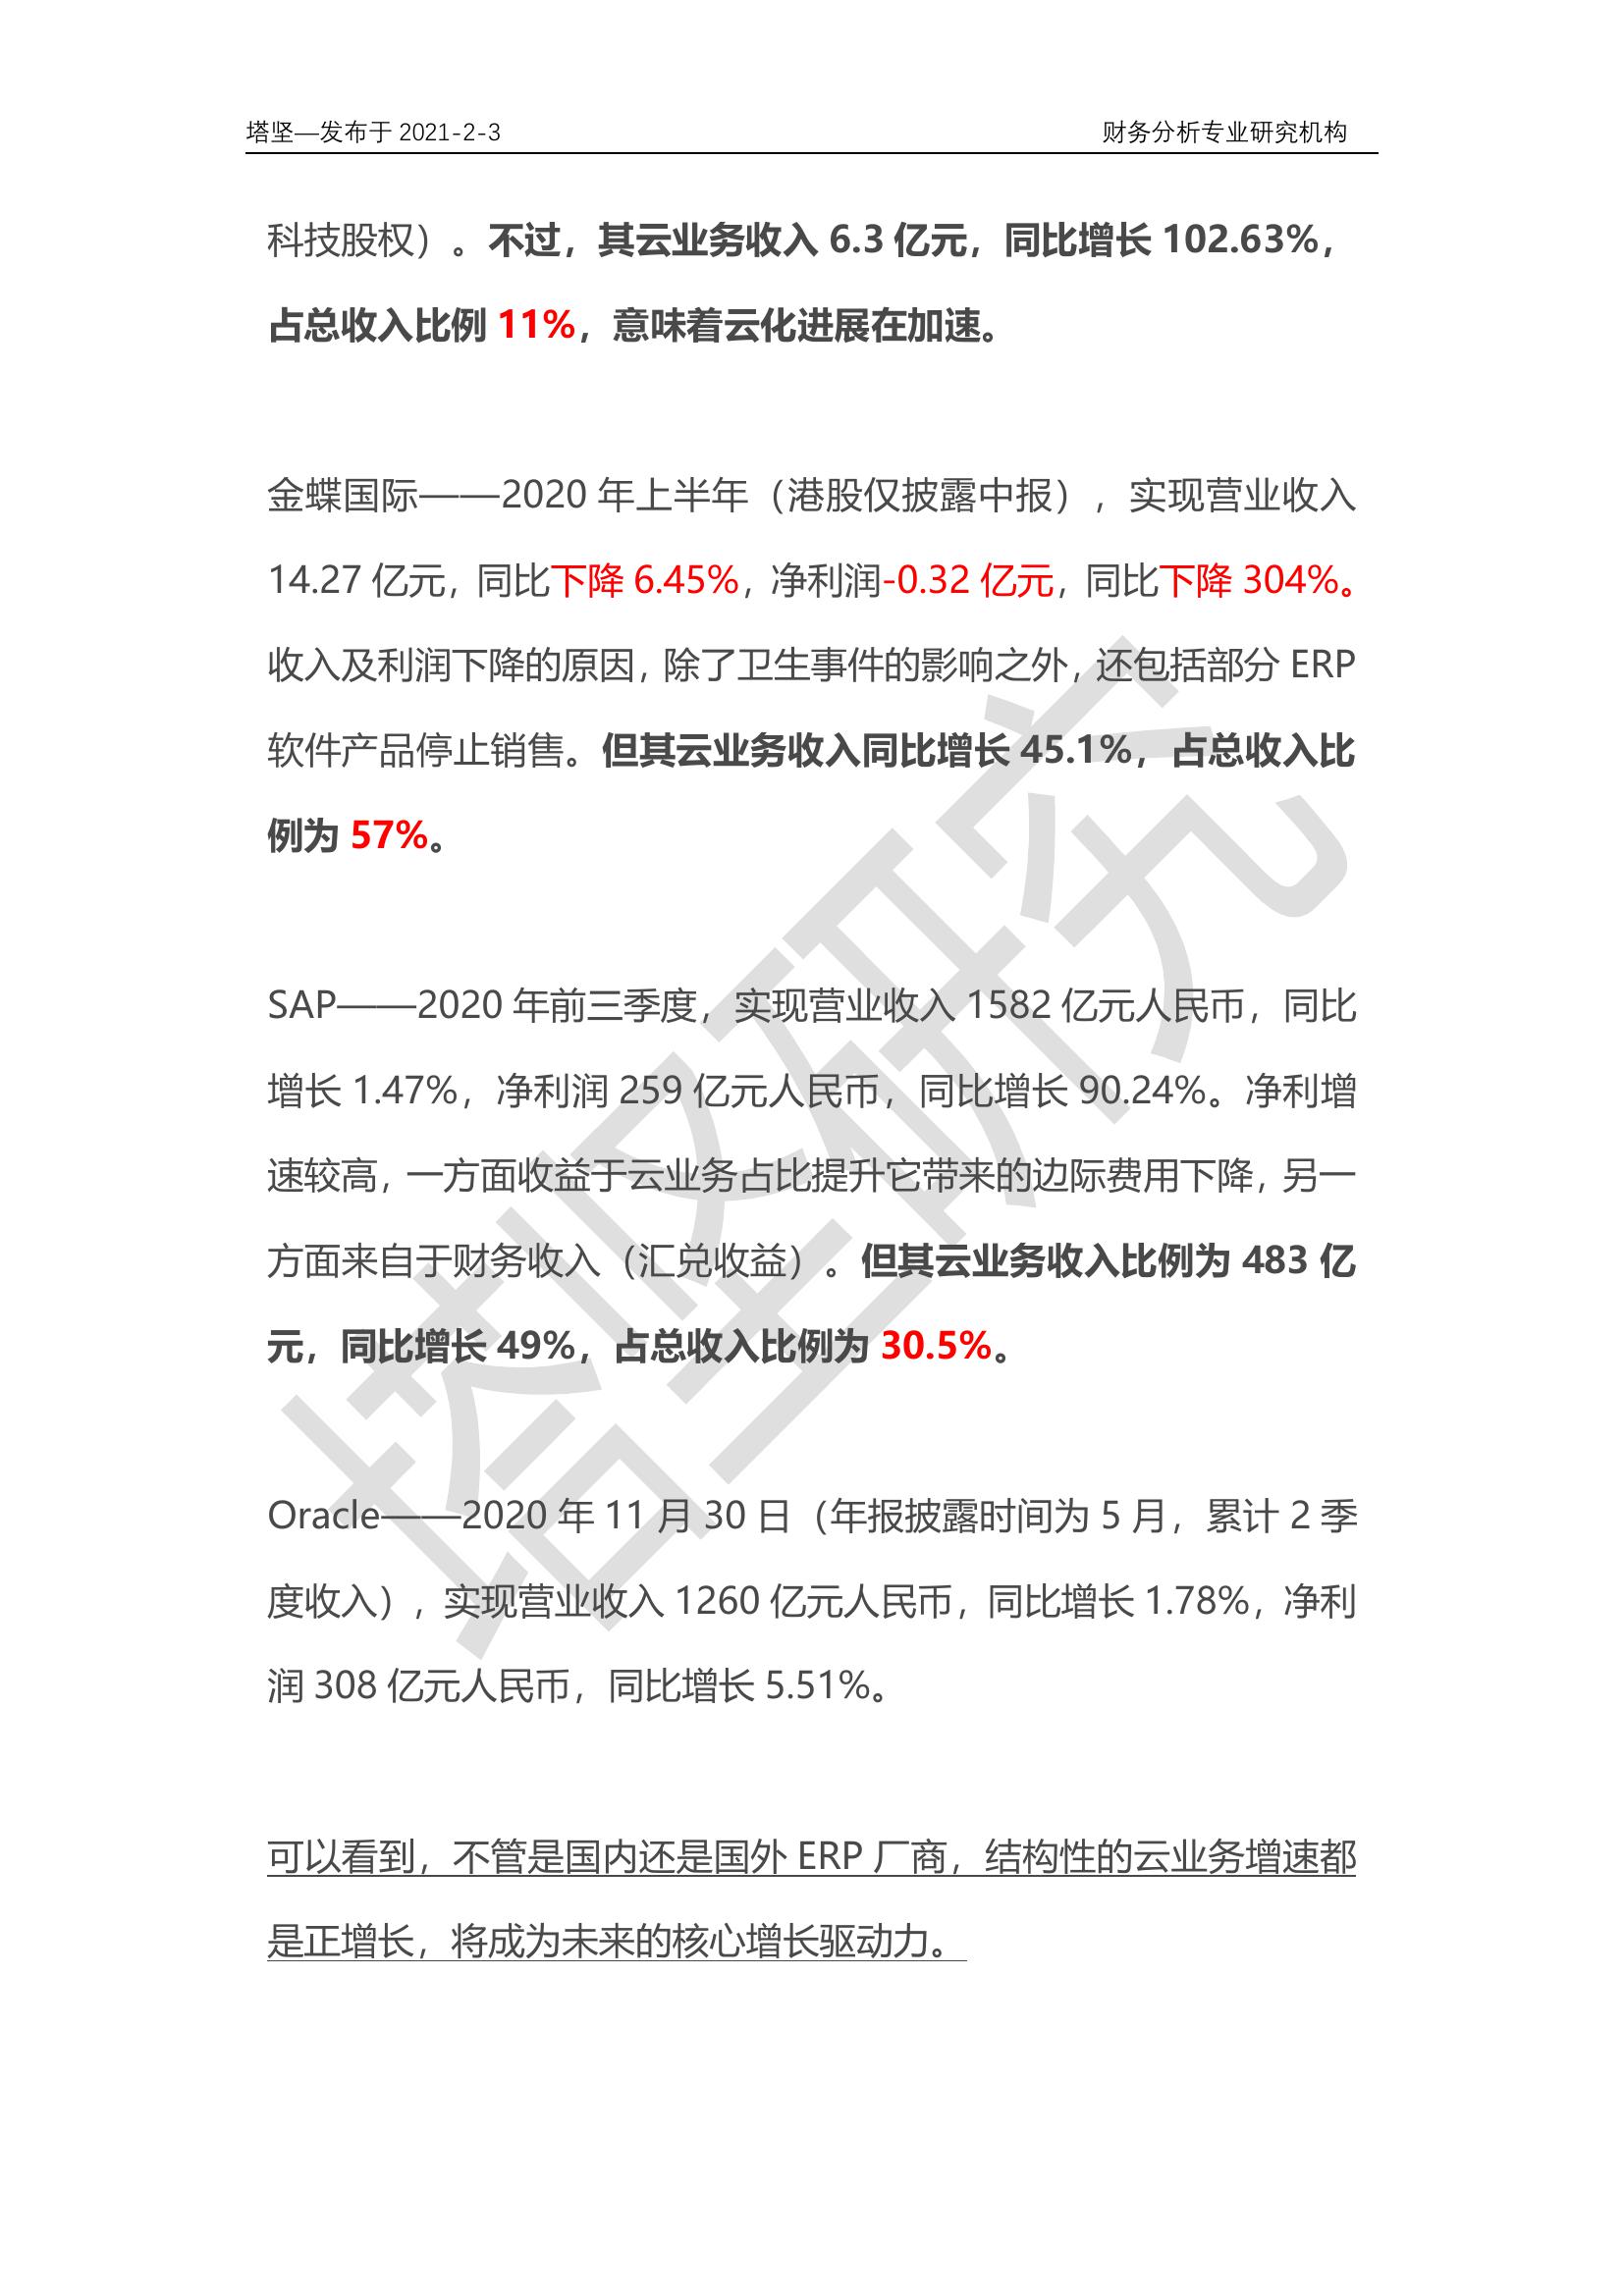 塔坚—发布于 2021-2-3 财务分析专业研究机构
科技股权）。不过，其云业务收入 6.3 亿元，同比增长 102.63%，
占总收入比例 11%，意味着云化进展在加速。
金蝶国际——2020 年上半年（港股仅披露中报），实现营业收入
14.27 亿元，同比下降 6.45%，净利润-0.32 亿元，同比下降 304%。
收入及利润下降的原因，除了卫生事件的影响之外，还包括部分 ERP
软件产品停止销售。但其云业务收入同比增长 45.1%，占总收入比
例为 57%。
SAP——2020 年前三季度，实现营业收入 1582 亿元人民币，同比
增长 1.47%，净利润 259 亿元人民币，同比增长 90.24%。净利增
速较高，一方面收益于云业务占比提升它带来的边际费用下降，另一
方面来自于财务收入（汇兑收益）。但其云业务收入比例为 483 亿
元，同比增长 49%，占总收入比例为 30.5%。
Oracle——2020 年 11 月 30 日（年报披露时间为 5 月，累计 2 季
度收入），实现营业收入 1260 亿元人民币，同比增长 1.78%，净利
润 308 亿元人民币，同比增长 5.51%。
可以看到，不管是国内还是国外 ERP 厂商，结构性的云业务增速都
是正增长，将成为未来的核心增长驱动力。
塔坚研究